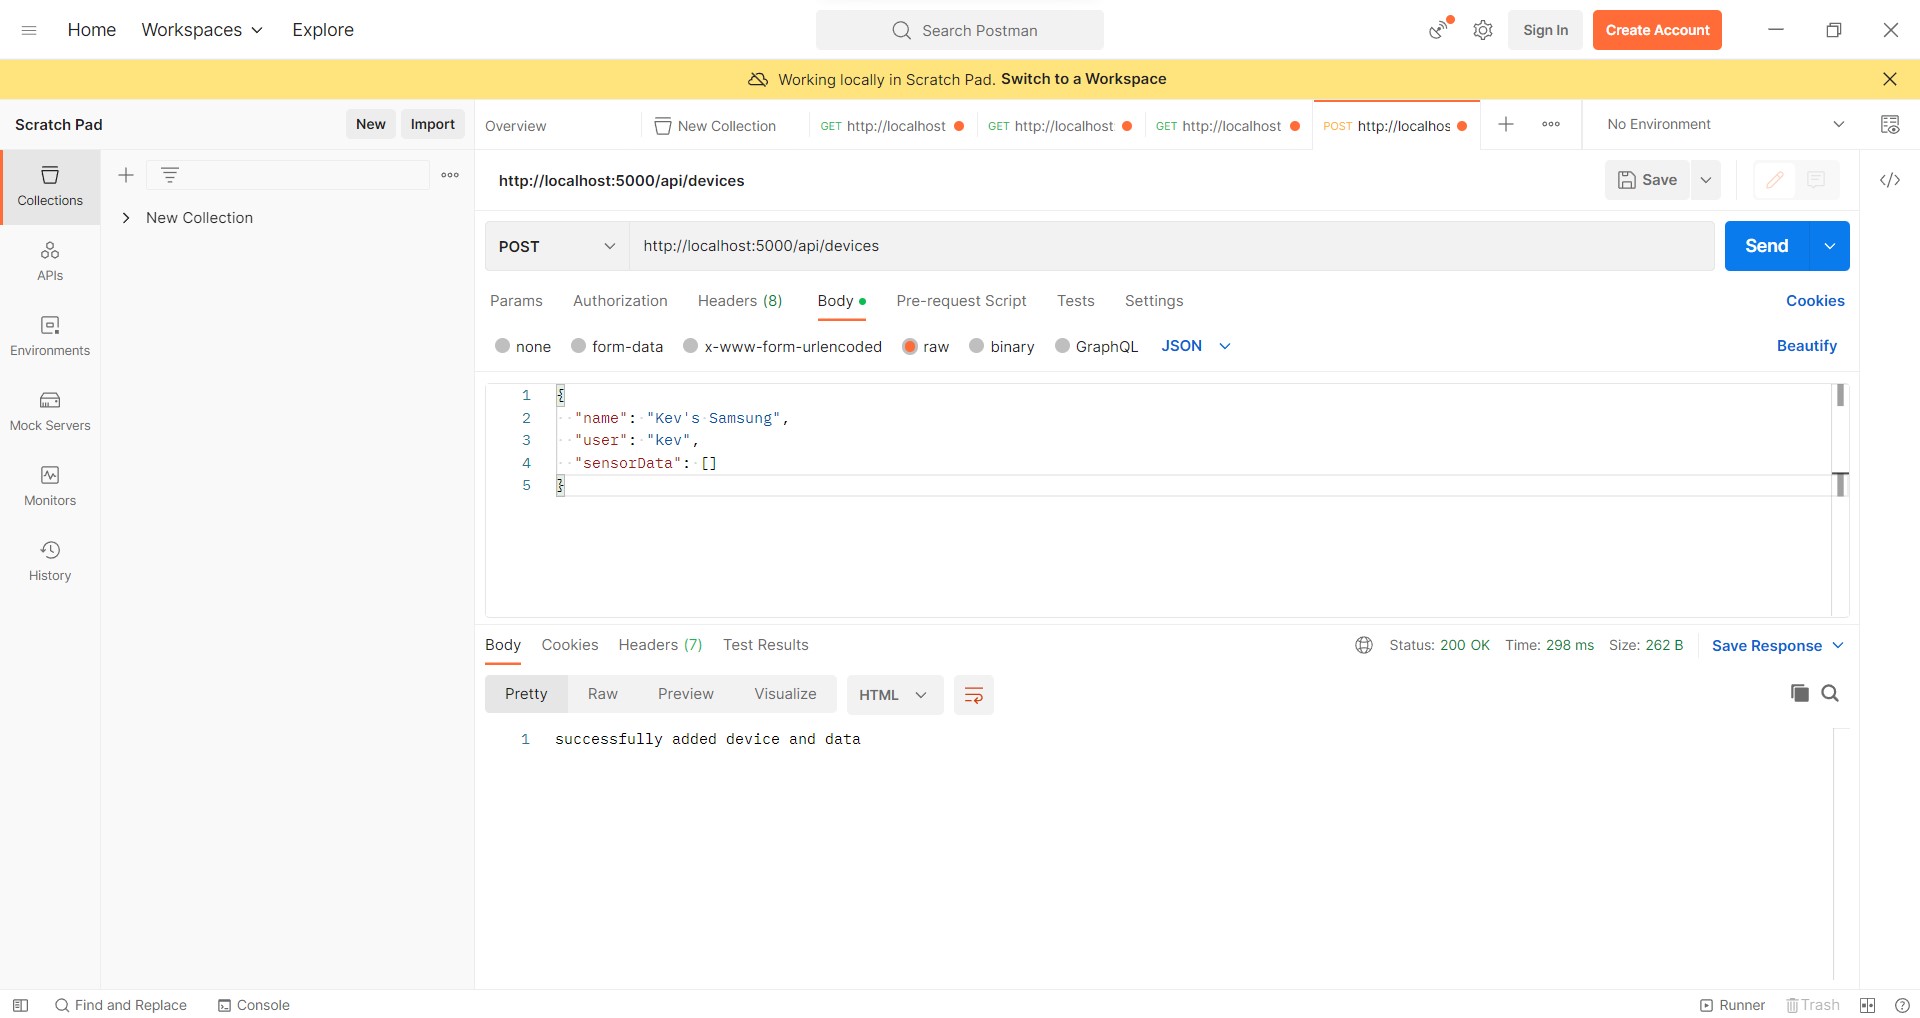 Home Workspaces Explore Search Postman Sign In Create Account
Working locally in Scratch Pad. Switch to a Workspace
Scratch Pad New Import Overview New Collection GET http://localhost GET http://localhost: GET http://localhost POST http://localhos No Environment
Collections
APIs
Environments
Mock Servers
Monitors
History
New Collection
http://localhost:5000/api/devices Save
POST http://localhost:5000/api/devices Send
Params Authorization Headers (8) Body Pre-request Script Tests Settings Cookies
none form-data x-www-form-urlencoded raw binary GraphQL JSON Beautify
1 {
2 "name": "Kev's Samsung",
3 "user": "kev",
4 "sensorData": []
5 }
Body Cookies Headers (7) Test Results Status: 200 OK Time: 298 ms Size: 262 B Save Response
Pretty Raw Preview Visualize HTML
1 successfully added device and data
Find and Replace Console Runner Trash